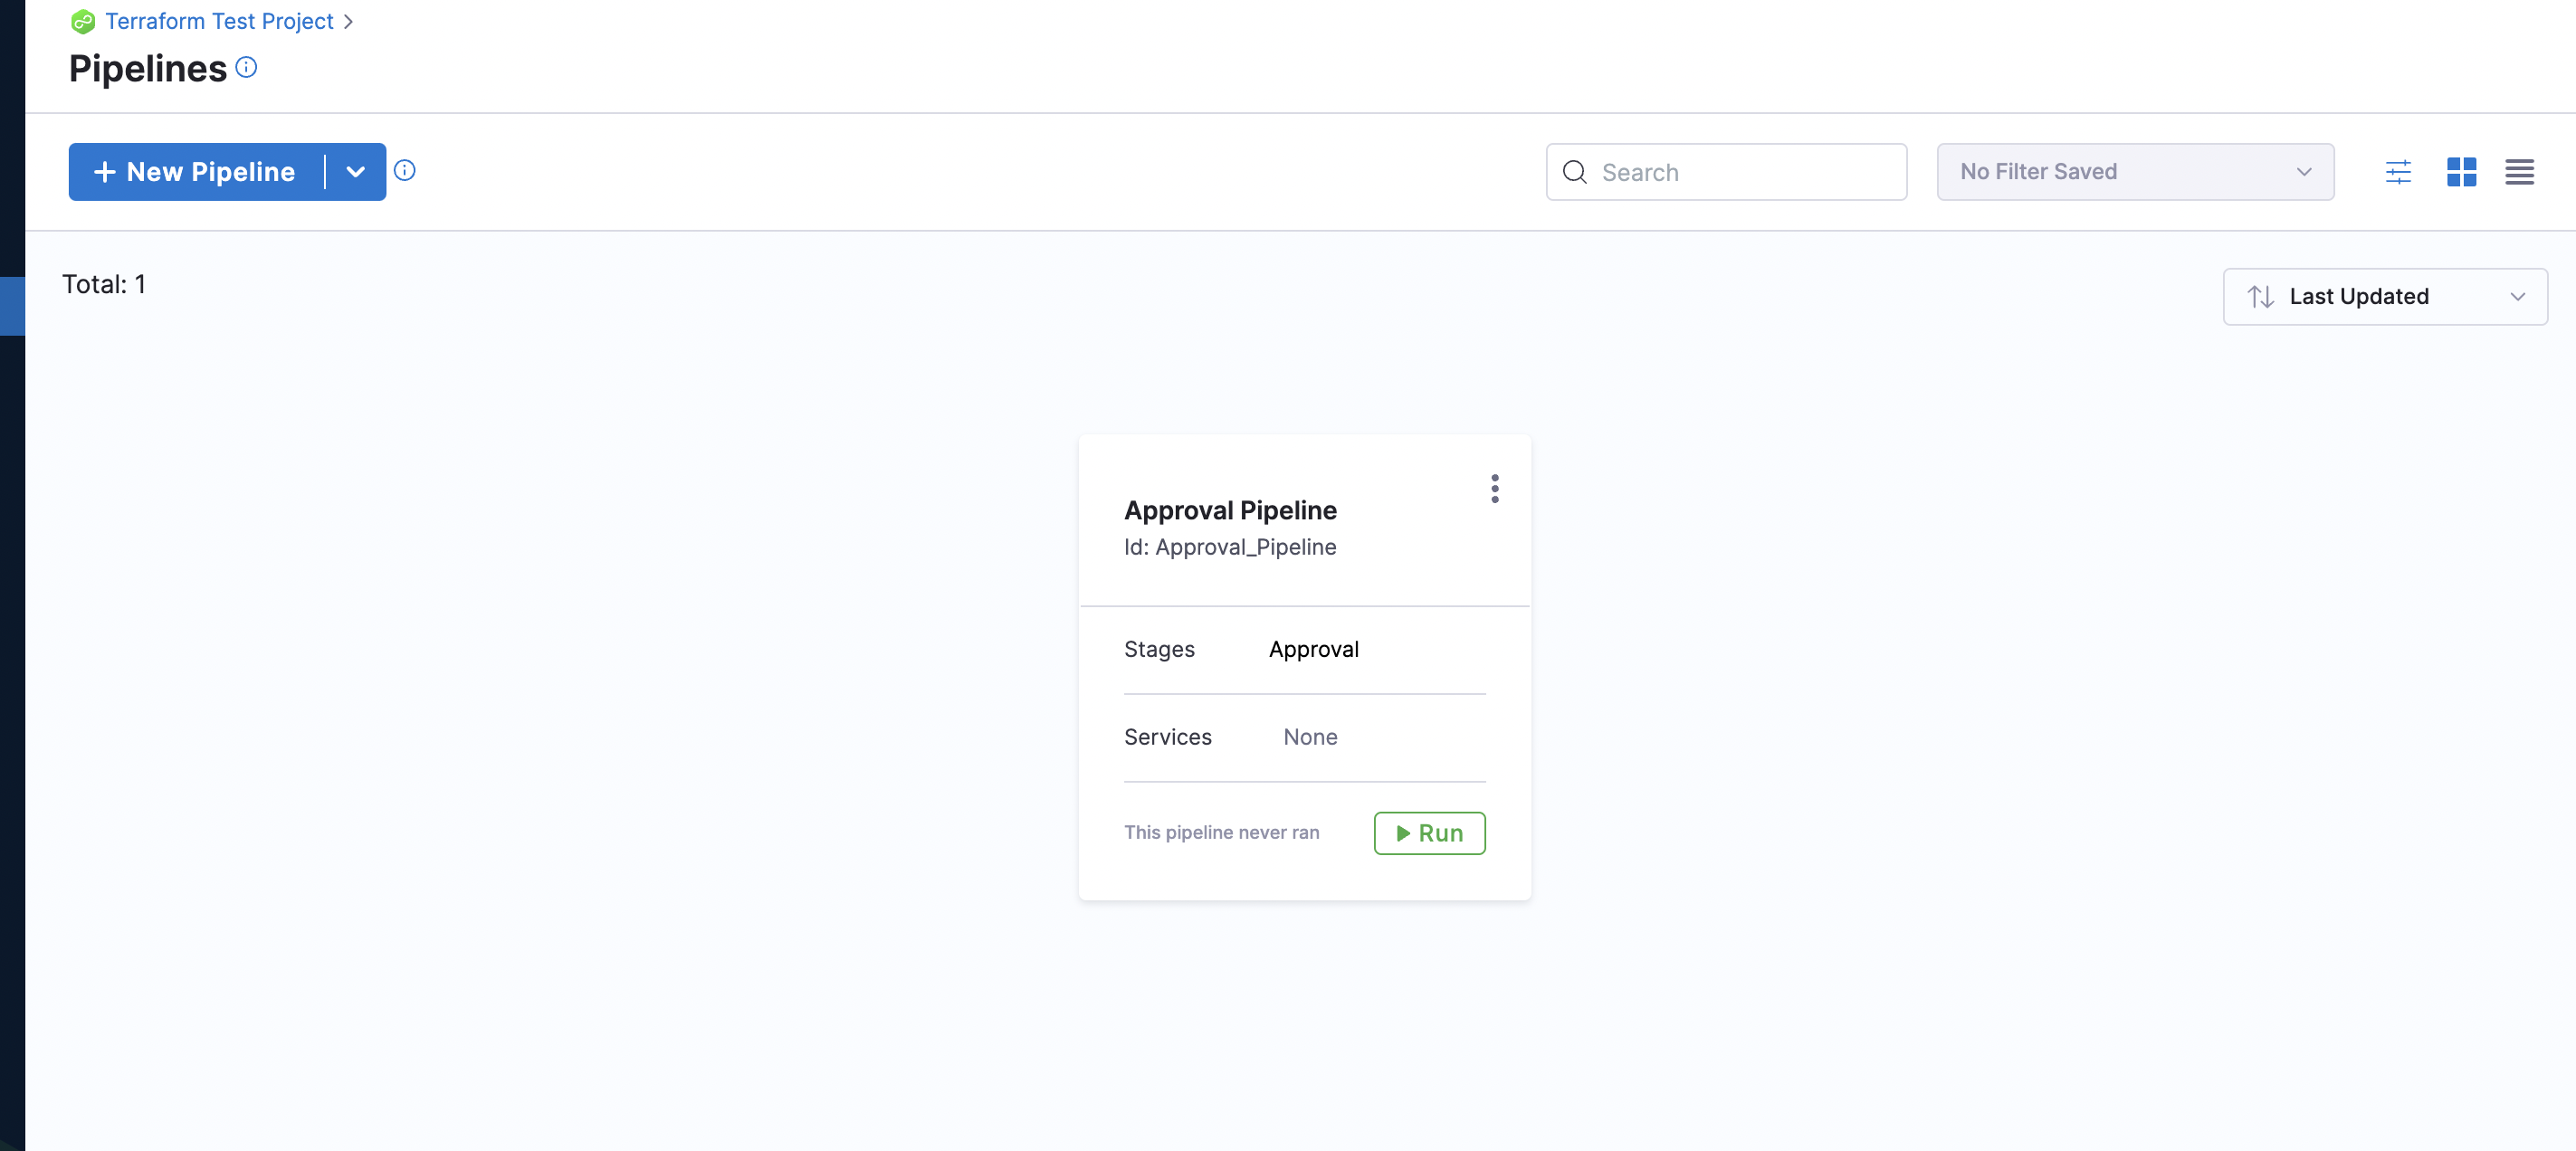 Terraform Test Project
Pipelines
New Pipeline
Search
No Filter Saved
Total: 1
Last Updated
Approval Pipeline
Id: Approval_Pipeline
Stages Approval
Services None
This pipeline never ran
Run